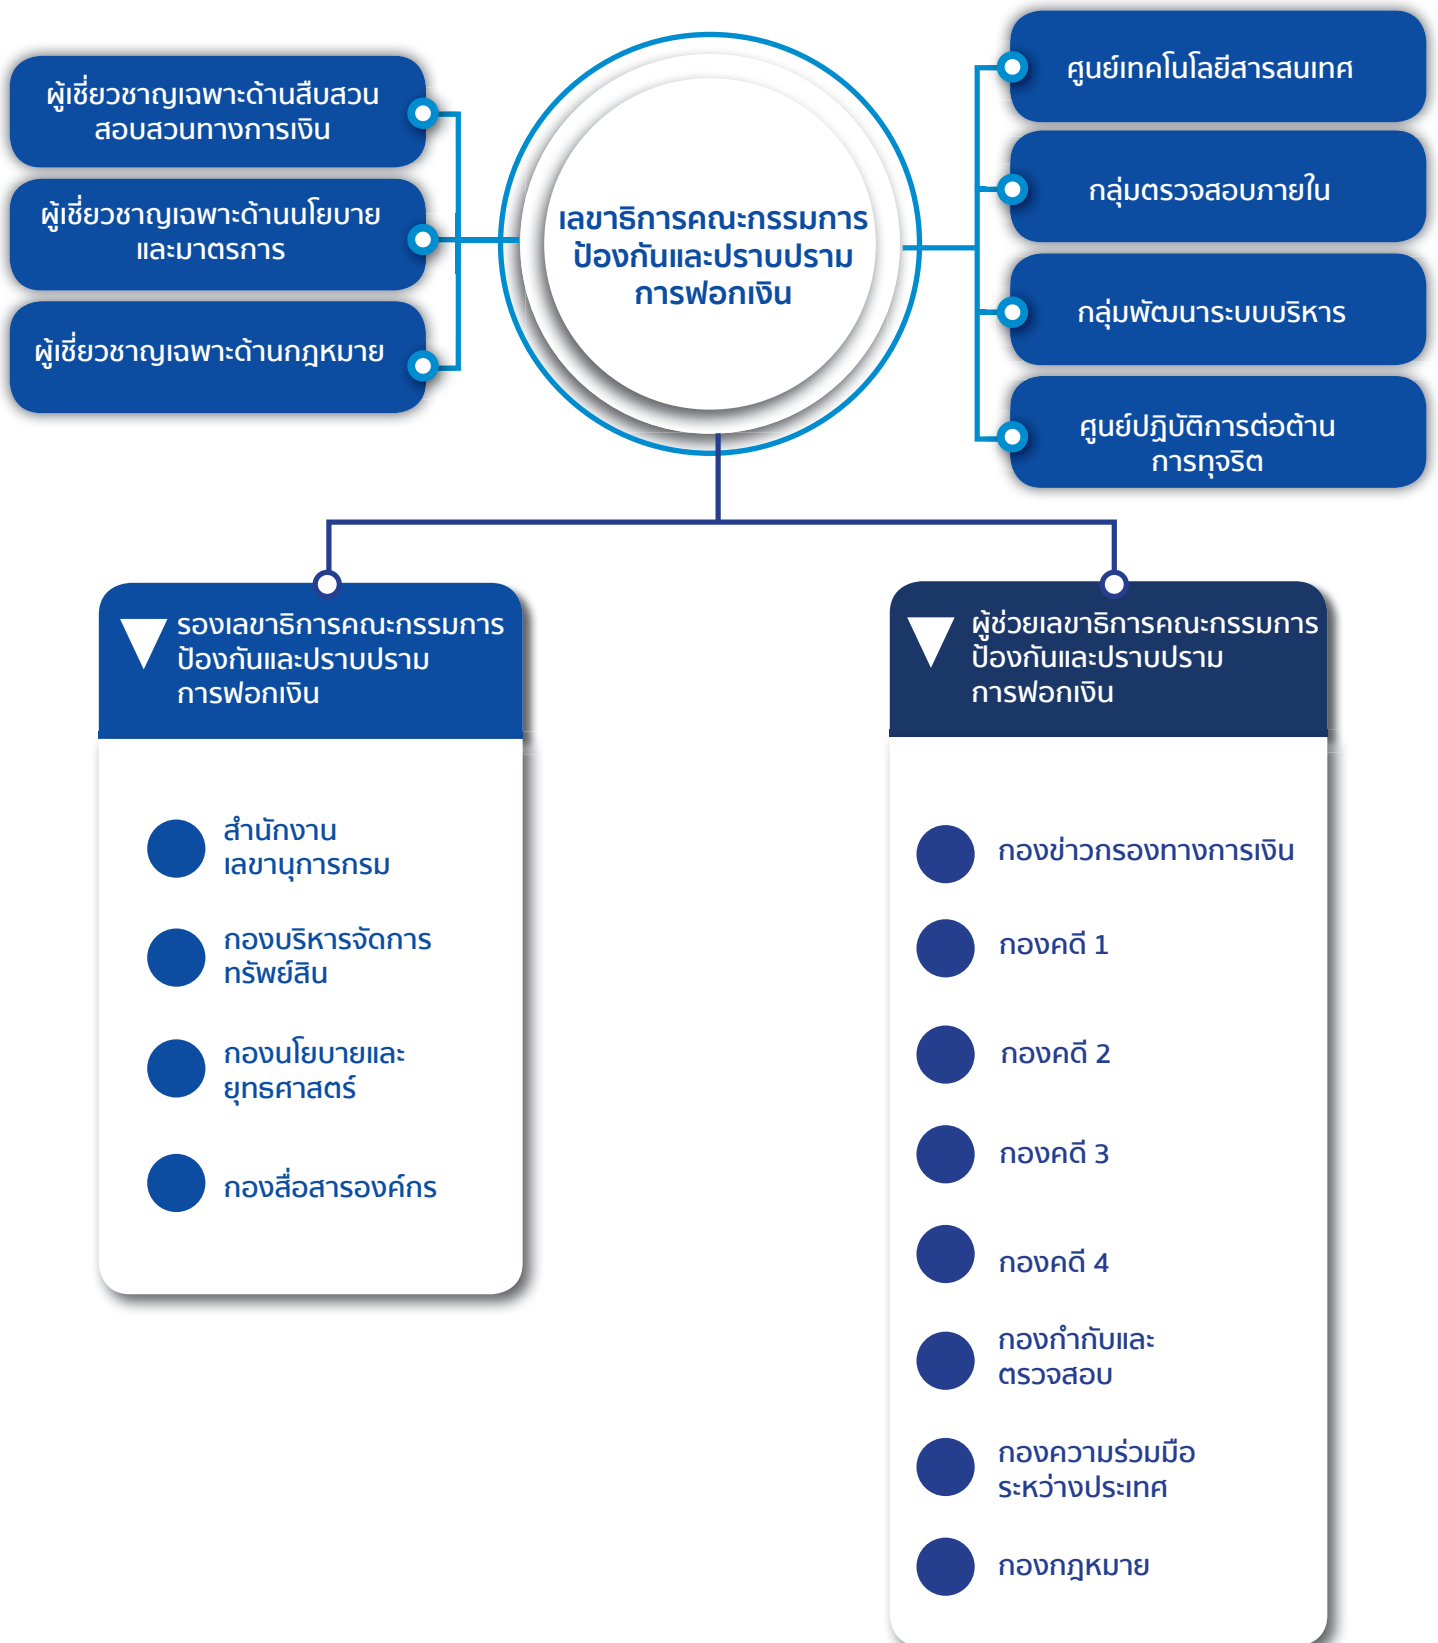 ผู้เชี่ยวชาญเฉพาะด้านสืบสวน
สอบสวนทางการเงิน
ผู้เชี่ยวชาญเฉพาะด้านนโยบาย
และมาตรการ
ผู้เชี่ยวชาญเฉพาะด้านกฎหมาย
เลขาธิการคณะกรรมการ
ป้องกันและปราบปราม
การฟอกเงิน
ศูนย์เทคโนโลยีสารสนเทศ
กลุ่มตรวจสอบภายใน
กลุ่มพัฒนาระบบบริหาร
ศูนย์ปฏิบัติการต่อต้าน
การทุจริต
รองเลขาธิการคณะกรรมการ
ป้องกันและปราบปราม
การฟอกเงิน
สำนักงาน
เลขานุการกรม
กองบริหารจัดการ
ทรัพย์สิน
กองนโยบายและ
ยุทธศาสตร์
กองสื่อสารองค์กร
ผู้ช่วยเลขาธิการคณะกรรมการ
ป้องกันและปราบปราม
การฟอกเงิน
กองข่าวกรองทางการเงิน
กองคดี 1
กองคดี 2
กองคดี 3
กองคดี 4
กองกำกับและ
ตรวจสอบ
กองความร่วมมือ
ระหว่างประเทศ
กองกฎหมาย